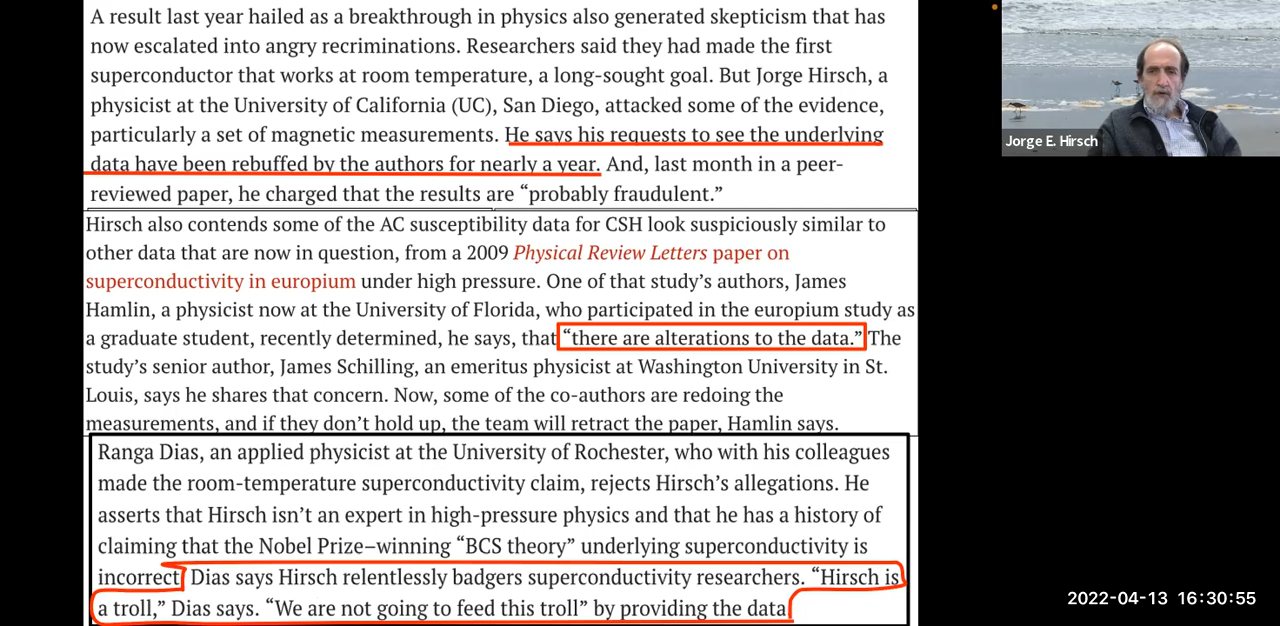 A result last year hailed as a breakthrough in physics also generated skepticism that has
now escalated into angry recriminations. Researchers said they had made the first
superconductor that works at room temperature, a long-sought goal. But Jorge Hirsch, a
physicist at the University of California (UC), San Diego, attacked some of the evidence,
particularly a set of magnetic measurements. He says his requests to see the underlying
data have been rebuffed by the authors for nearly a year. And, last month in a peer-
reviewed paper, he charged that the results are “probably fraudulent.”
Hirsch also contends some of the AC susceptibility data for CSH look suspiciously similar to
other data that are now in question, from a 2009 Physical Review Letters paper on
superconductivity in europium under high pressure. One of that study’s authors, James
Hamlin, a physicist now at the University of Florida, who participated in the europium study as
a graduate student, recently determined, he says, that “there are alterations to the data.” The
study’s senior author, James Schilling, an emeritus physicist at Washington University in St.
Louis, says he shares that concern. Now, some of the co-authors are redoing the
measurements, and if they don’t hold up, the team will retract the paper, Hamlin says.
Ranga Dias, an applied physicist at the University of Rochester, who with his colleagues
made the room-temperature superconductivity claim, rejects Hirsch’s allegations. He
asserts that Hirsch isn’t an expert in high-pressure physics and that he has a history of
claiming that the Nobel Prize–winning “BCS theory” underlying superconductivity is
incorrect. Dias says Hirsch relentlessly badgers superconductivity researchers. “Hirsch is
a troll,” Dias says. “We are not going to feed this troll” by providing the data.
Jorge E. Hirsch
2022-04-13 16:30:55